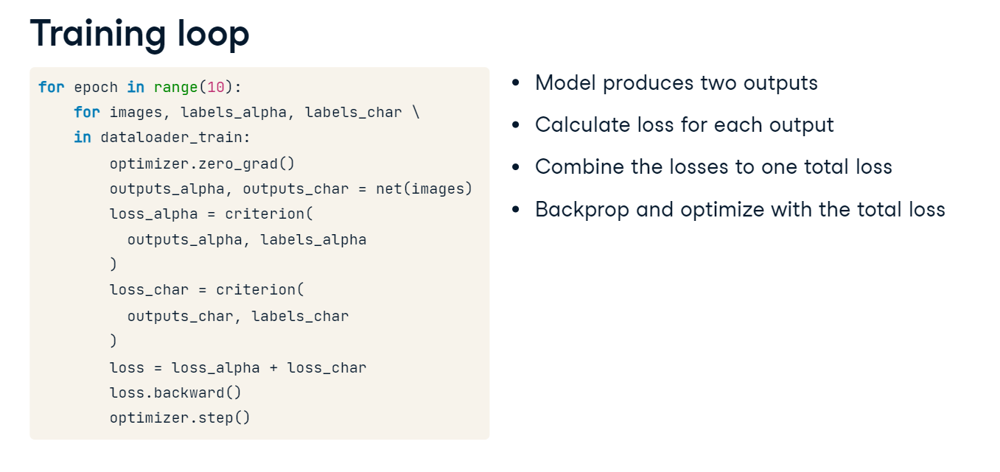 Training loop
for epoch in range(10):
    for images, labels_alpha, labels_char \
    in dataloader_train:
        optimizer.zero_grad()
        outputs_alpha, outputs_char = net(images)
        loss_alpha = criterion(
          outputs_alpha, labels_alpha
        )
        loss_char = criterion(
          outputs_char, labels_char
        )
        loss = loss_alpha + loss_char
        loss.backward()
        optimizer.step()
• Model produces two outputs
• Calculate loss for each output
• Combine the losses to one total loss
• Backprop and optimize with the total loss